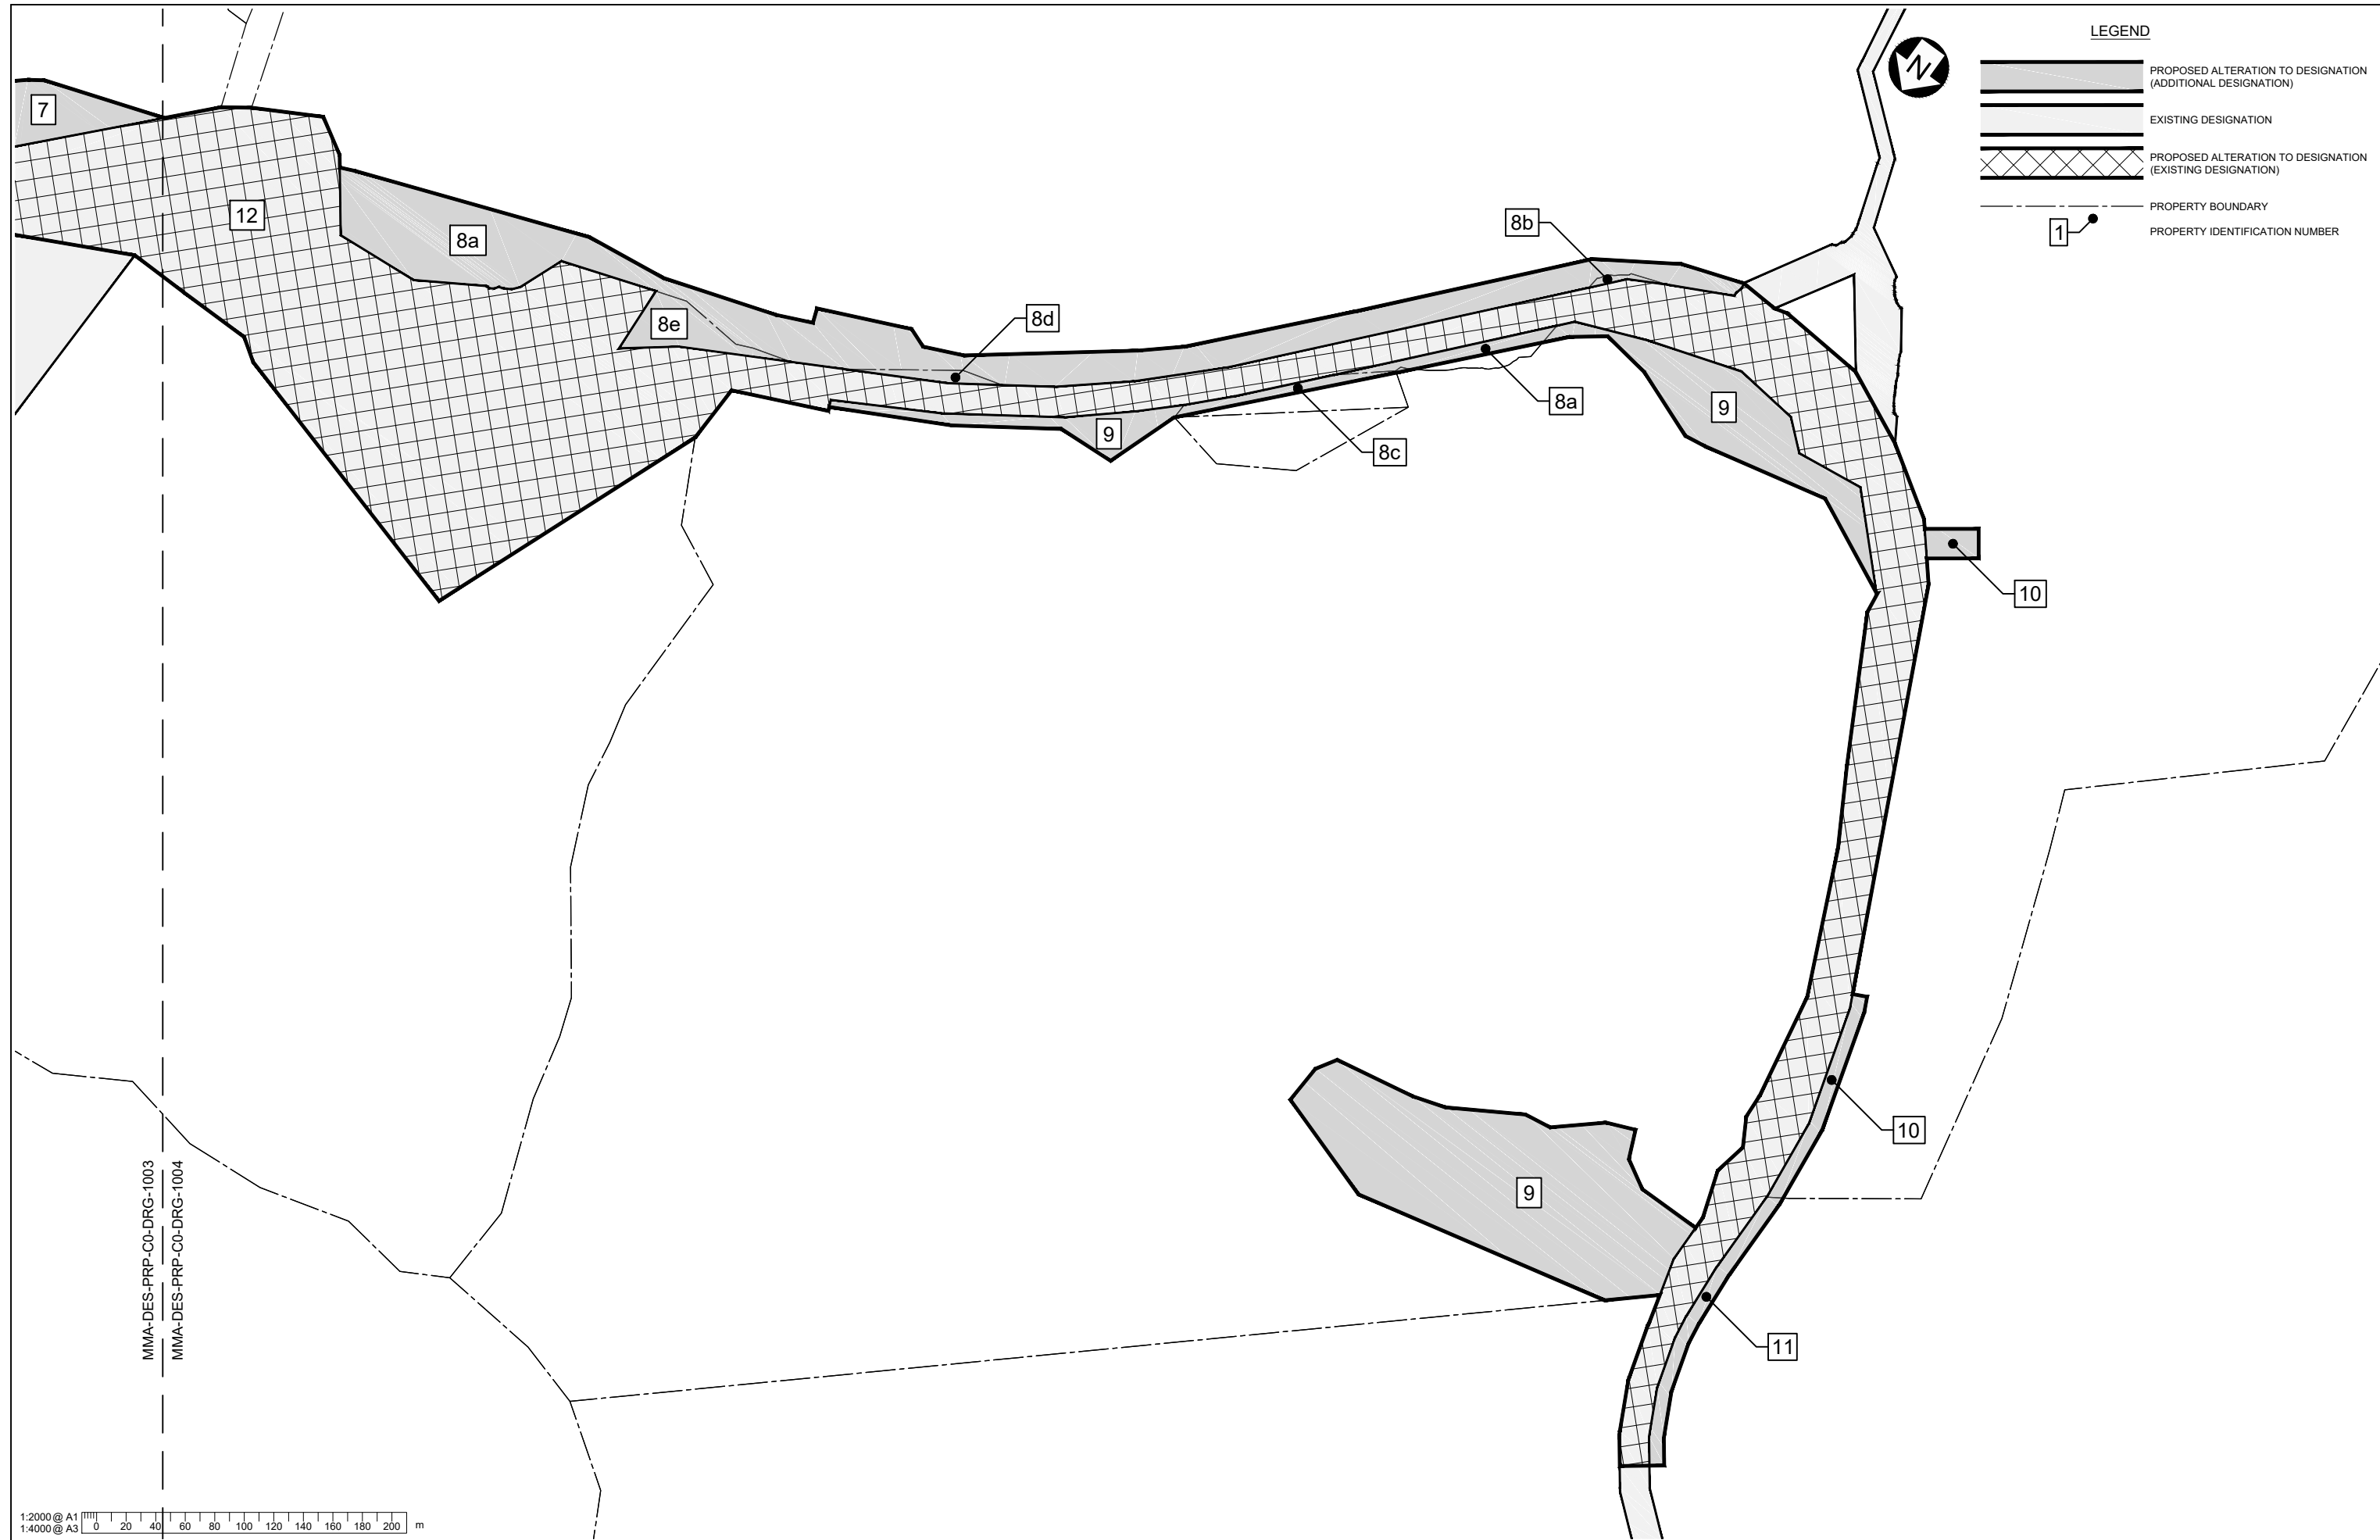 LEGEND
PROPOSED ALTERATION TO DESIGNATION
(ADDITIONAL DESIGNATION)
EXISTING DESIGNATION
PROPOSED ALTERATION TO DESIGNATION
(EXISTING DESIGNATION)
PROPERTY BOUNDARY
1
PROPERTY IDENTIFICATION NUMBER
N
7
12
8a
8b
8e
8d
8a
9
9
8c
10
10
9
11
MMA-DES-PRP-C0-DRG-1003
MMA-DES-PRP-C0-DRG-1004
1:2000 @ A1
1:4000 @ A3
0 20 40 60 80 100 120 140 160 180 200 m